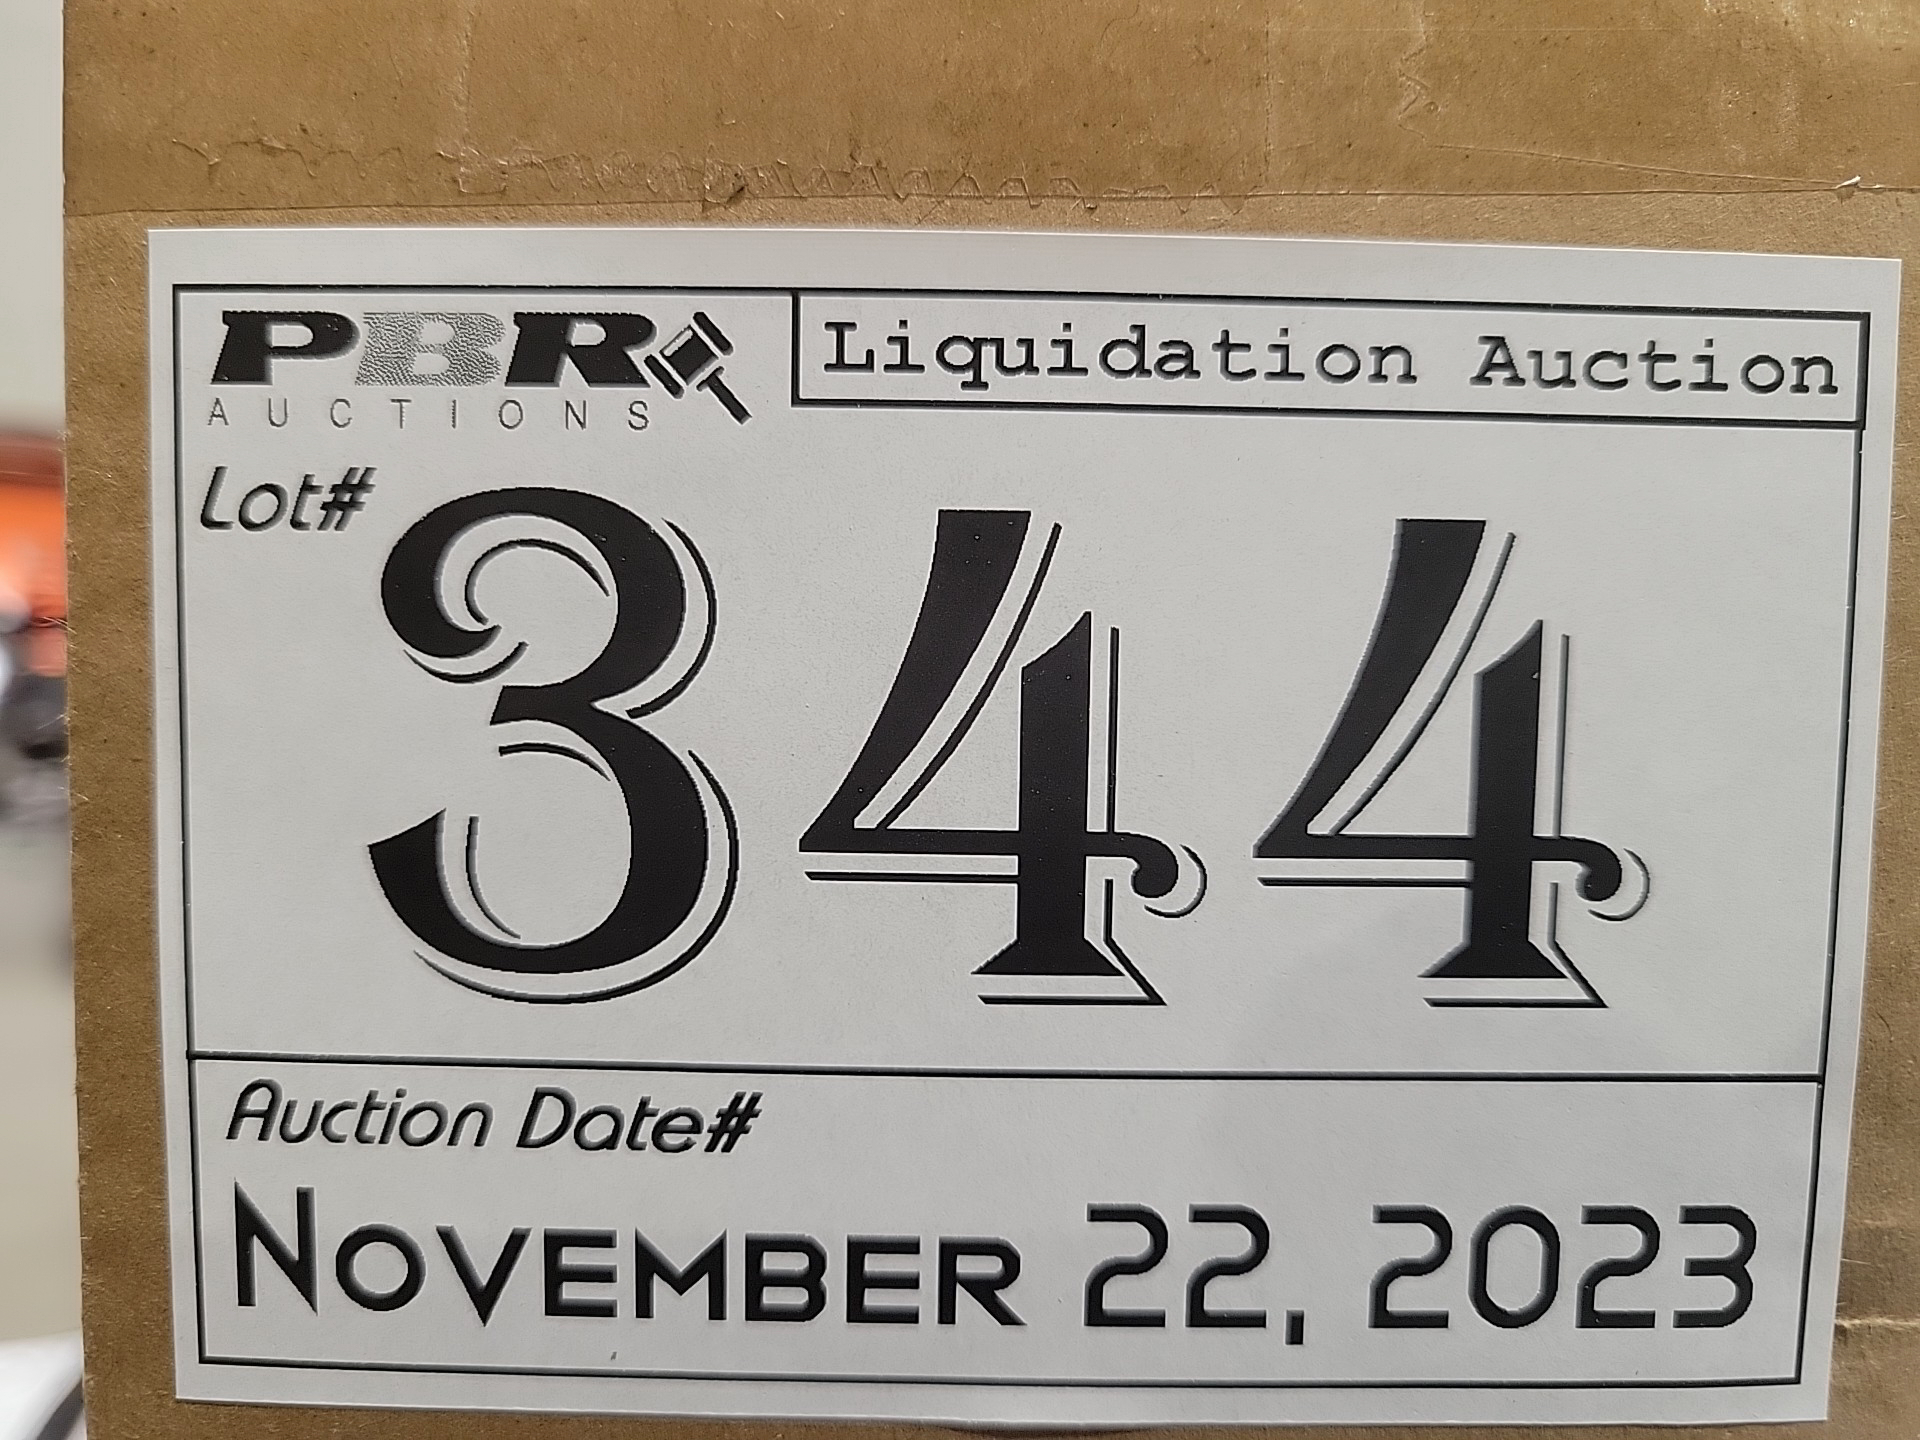 PBR
AUCTIONS
Liquidation Auction
Lot# 344
Auction Date#
NOVEMBER 22, 2023